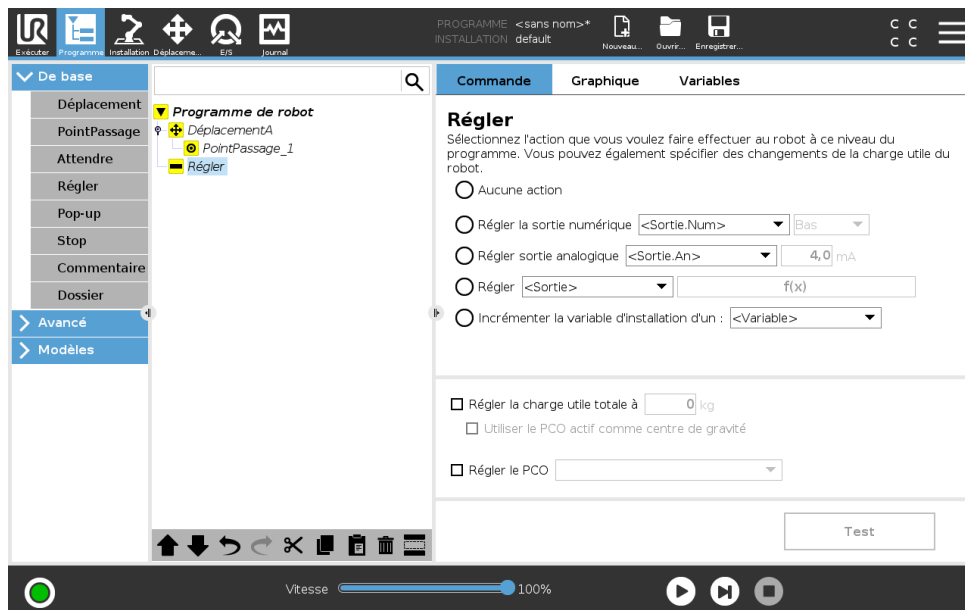 PROGRAMME <sans nom>*
INSTALLATION default
UR
Exécuter
Programme
Installation
Déplaceme...
E/S
Journal
Nouveau...
Ouvrir...
Enregistrer...
C C
C C
De base
Déplacement
PointPassage
Attendre
Régler
Pop-up
Stop
Commentaire
Dossier
Avancé
Modèles
Programme de robot
DéplacementA
PointPassage_1
Régler
Commande
Graphique
Variables
Régler
Sélectionnez l'action que vous voulez faire effectuer au robot à ce niveau du
programme. Vous pouvez également spécifier des changements de la charge utile du
robot.
Aucune action
Régler la sortie numérique <Sortie.Num> Bas
Régler sortie analogique <Sortie.An> 4,0 mA
Régler <Sortie> f(x)
Incrémenter la variable d'installation d'un : <Variable>
Régler la charge utile totale à 0 kg
Utiliser le PCO actif comme centre de gravité
Régler le PCO
Test
Vitesse 100%